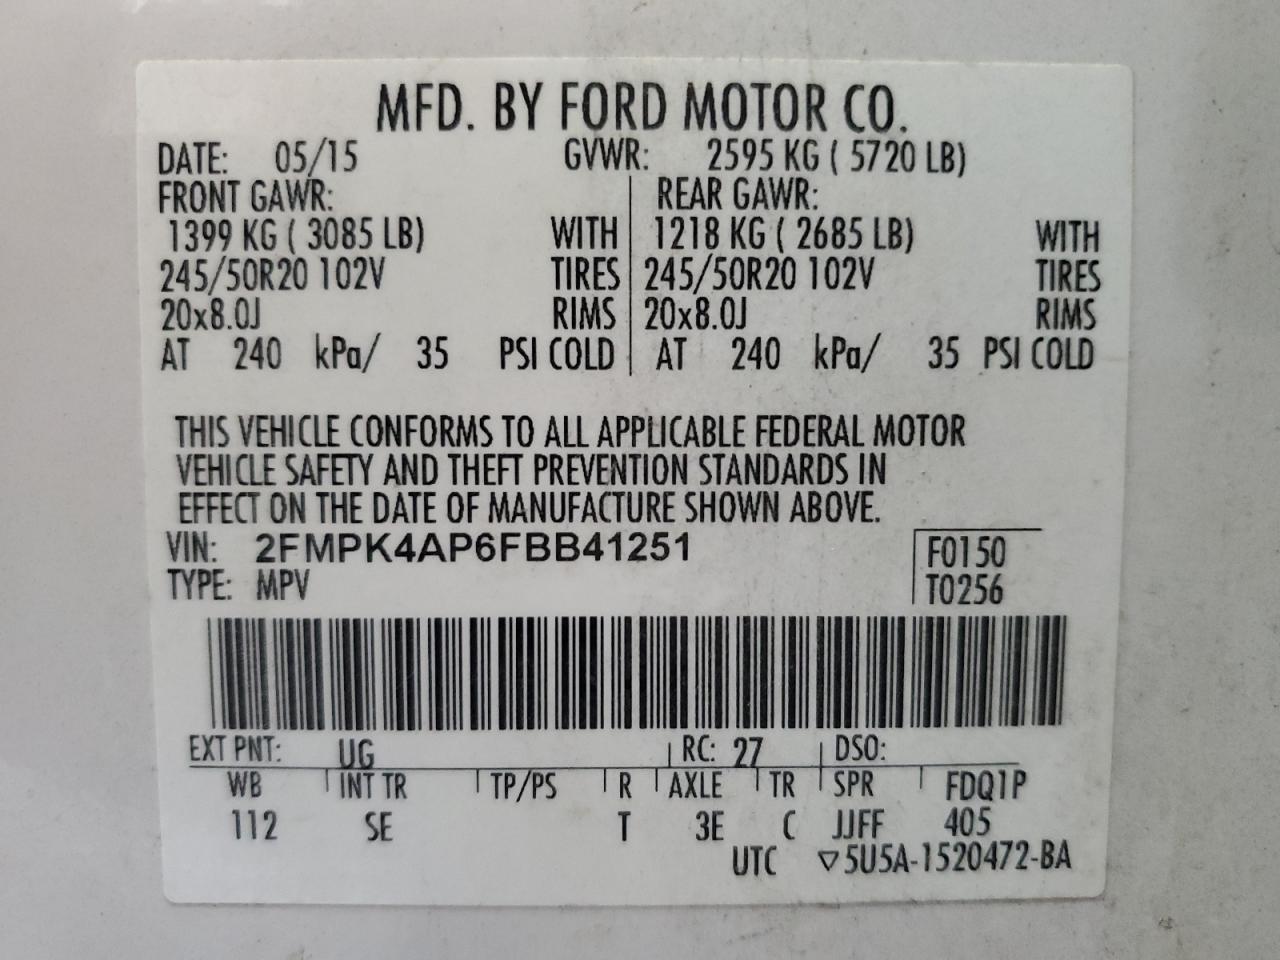 MFD. BY FORD MOTOR CO.
DATE: 05/15 GVWR: 2595 KG ( 5720 LB)
FRONT GAWR: REAR GAWR:
1399 KG ( 3085 LB) WITH 1218 KG ( 2685 LB) WITH
245/50R20 102V TIRES 245/50R20 102V TIRES
20x8.0J RIMS 20x8.0J RIMS
AT 240 kPa/ 35 PSI COLD AT 240 kPa/ 35 PSI COLD
THIS VEHICLE CONFORMS TO ALL APPLICABLE FEDERAL MOTOR
VEHICLE SAFETY AND THEFT PREVENTION STANDARDS IN
EFFECT ON THE DATE OF MANUFACTURE SHOWN ABOVE.
VIN: 2FMPK4AP6FBB41251 F0150
TYPE: MPV T0256
EXT PNT: UG RC: 27 DSO:
WB INT TR TP/PS R AXLE TR SPR FDQ1P
112 SE T 3E C JJFF 405
UTC ▽5U5A-1520472-BA